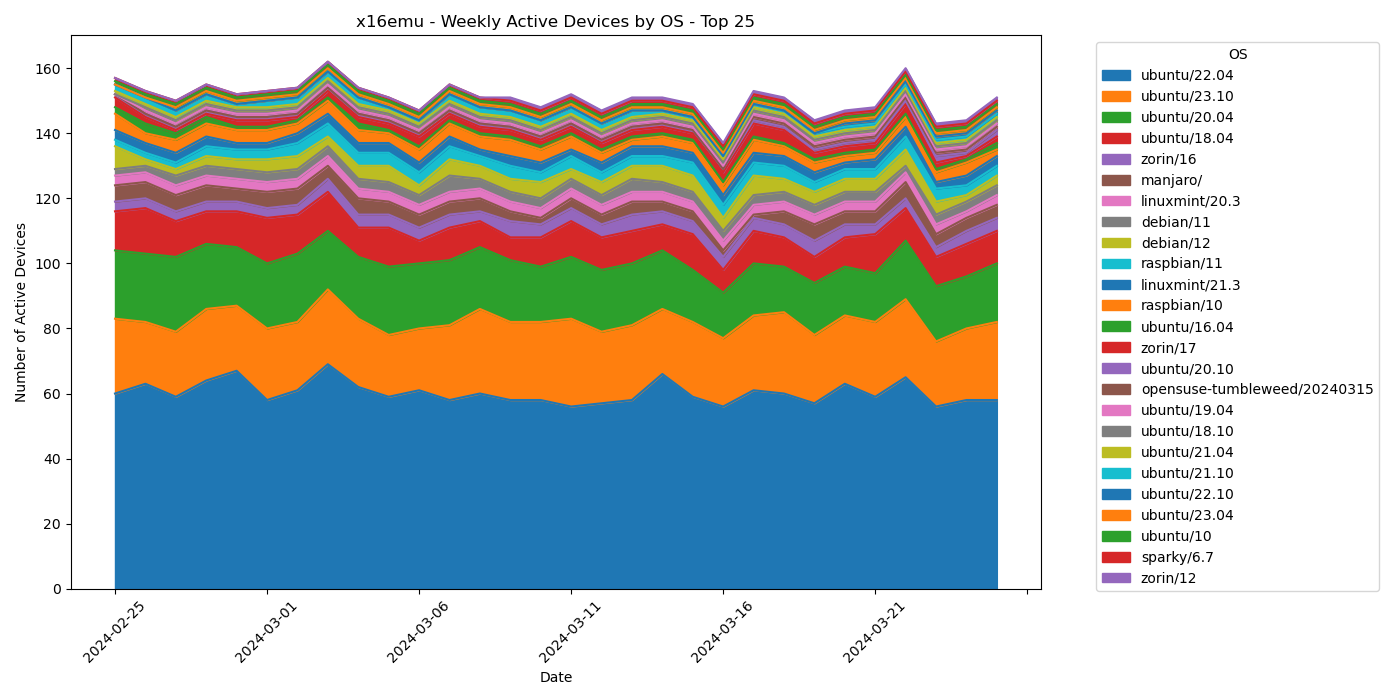 x16emu - Weekly Active Devices by OS - Top 25
Number of Active Devices
160
140
120
100
80
60
40
20
0
2024-02-25
2024-03-01
2024-03-06
2024-03-11
2024-03-16
2024-03-21
Date
OS
ubuntu/22.04
ubuntu/23.10
ubuntu/20.04
ubuntu/18.04
zorin/16
manjaro/
linuxmint/20.3
debian/11
debian/12
raspbian/11
linuxmint/21.3
raspbian/10
ubuntu/16.04
zorin/17
ubuntu/20.10
opensuse-tumbleweed/20240315
ubuntu/19.04
ubuntu/18.10
ubuntu/21.04
ubuntu/21.10
ubuntu/22.10
ubuntu/23.04
ubuntu/10
sparky/6.7
zorin/12